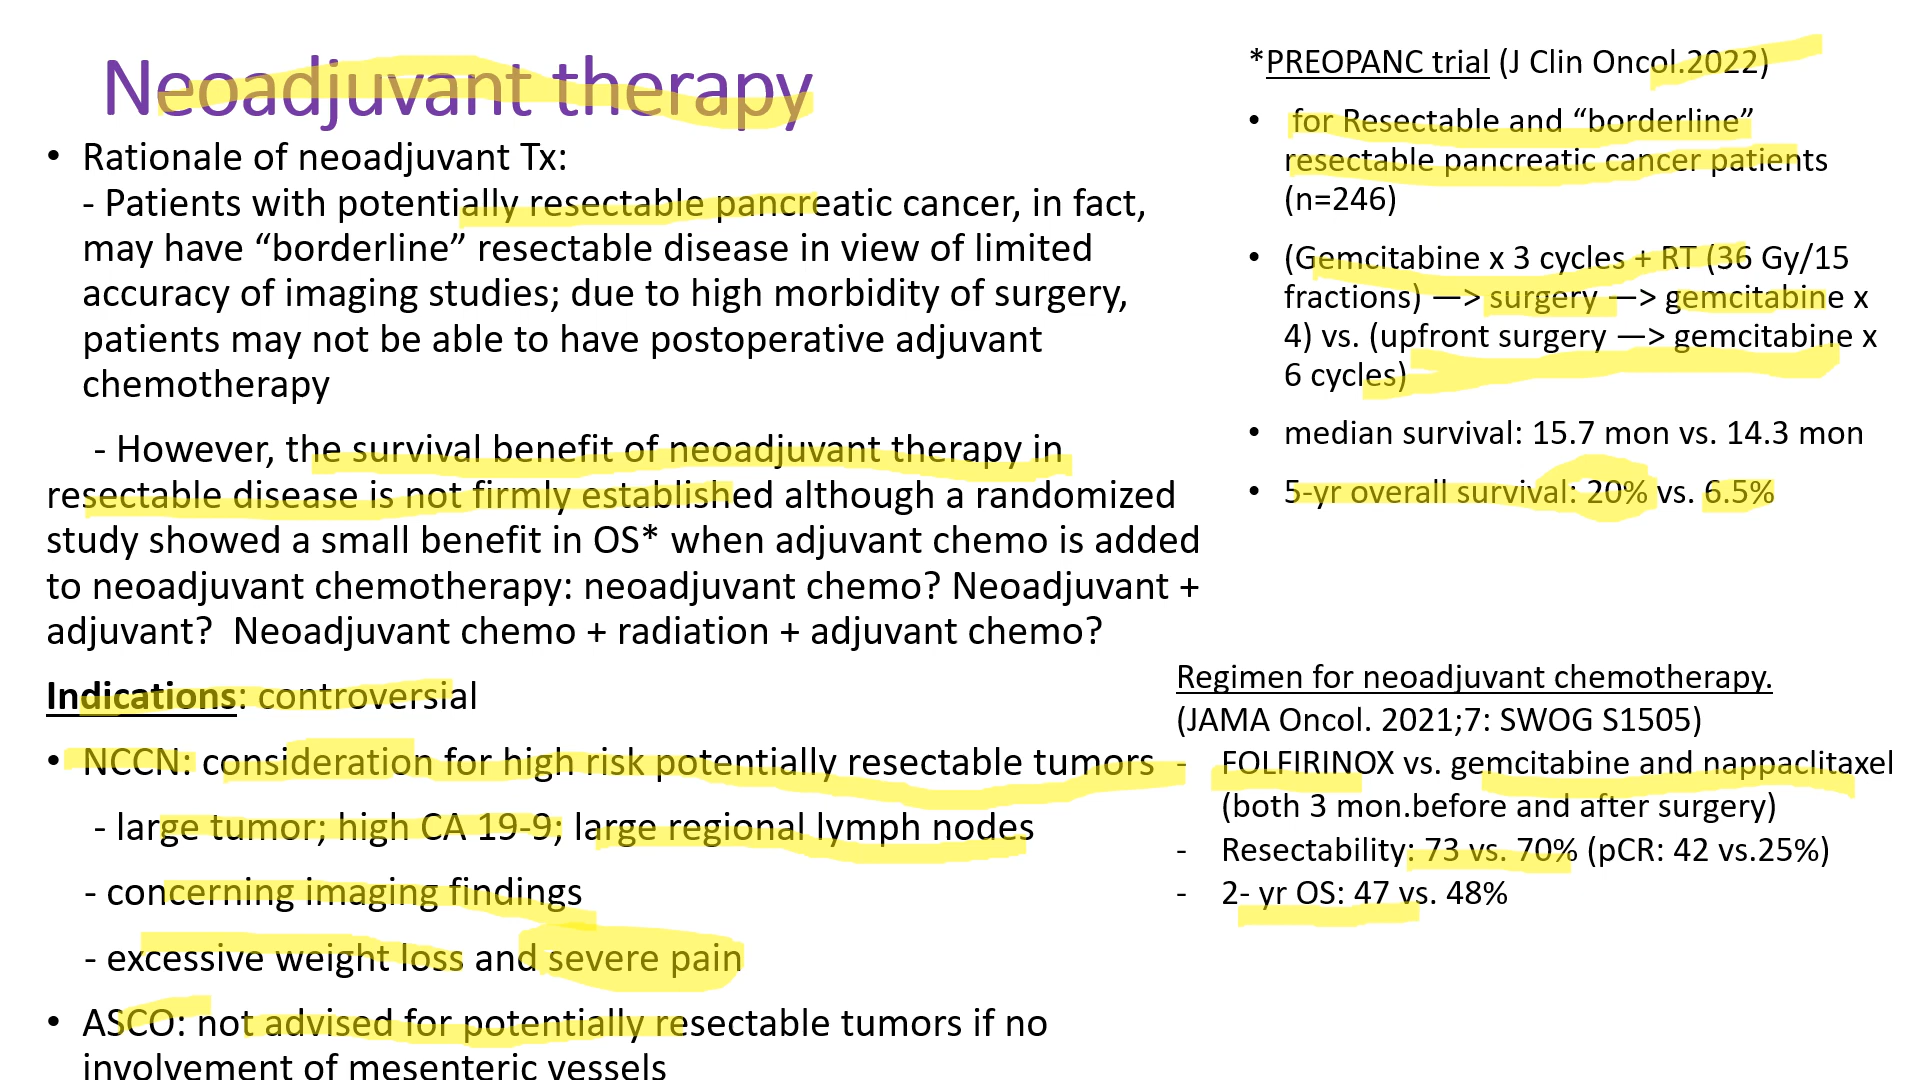 Neoadjuvant therapy
• Rationale of neoadjuvant Tx:
- Patients with potentially resectable pancreatic cancer, in fact,
may have “borderline” resectable disease in view of limited
accuracy of imaging studies; due to high morbidity of surgery,
patients may not be able to have postoperative adjuvant
chemotherapy
- However, the survival benefit of neoadjuvant therapy in
resectable disease is not firmly established although a randomized
study showed a small benefit in OS* when adjuvant chemo is added
to neoadjuvant chemotherapy: neoadjuvant chemo? Neoadjuvant +
adjuvant?  Neoadjuvant chemo + radiation + adjuvant chemo?
Indications: controversial
• NCCN: consideration for high risk potentially resectable tumors
- large tumor; high CA 19-9; large regional lymph nodes
- concerning imaging findings
- excessive weight loss and severe pain
• ASCO: not advised for potentially resectable tumors if no
involvement of mesenteric vessels
*PREOPANC trial (J Clin Oncol.2022)
• for Resectable and “borderline”
resectable pancreatic cancer patients
(n=246)
• (Gemcitabine x 3 cycles + RT (36 Gy/15
fractions) —> surgery —> gemcitabine x
4) vs. (upfront surgery —> gemcitabine x
6 cycles)
• median survival: 15.7 mon vs. 14.3 mon
• 5-yr overall survival: 20% vs. 6.5%
Regimen for neoadjuvant chemotherapy.
(JAMA Oncol. 2021;7: SWOG S1505)
- FOLFIRINOX vs. gemcitabine and nappaclitaxel
(both 3 mon.before and after surgery)
- Resectability: 73 vs. 70% (pCR: 42 vs.25%)
- 2- yr OS: 47 vs. 48%